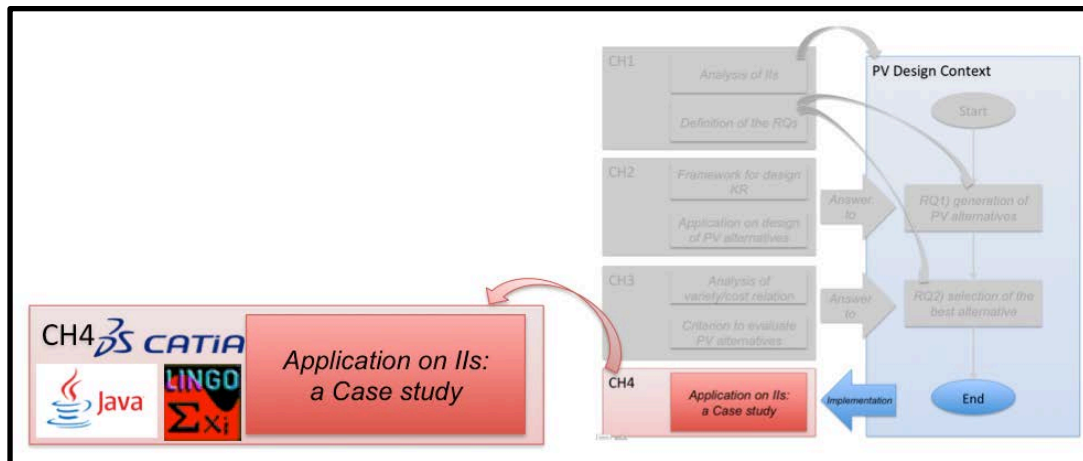 CH1
Analysis of IIs
Definition of the RQs
CH2
Framework for design
KR
Application on design
of PV alternatives
Answer
to
CH3
Analysis of
variety/cost relation
Criterion to evaluate
PV alternatives
Answer
to
CH4
Application on IIs:
a Case study
Implementation
PV Design Context
Start
RQ1) generation of
PV alternatives
RQ2) selection of the
best alternative
End
CH4
CATIA
Java
LINGO
Σxi
Application on IIs:
a Case study